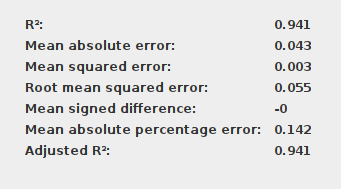 R²: 0.941
Mean absolute error: 0.043
Mean squared error: 0.003
Root mean squared error: 0.055
Mean signed difference: -0
Mean absolute percentage error: 0.142
Adjusted R²: 0.941